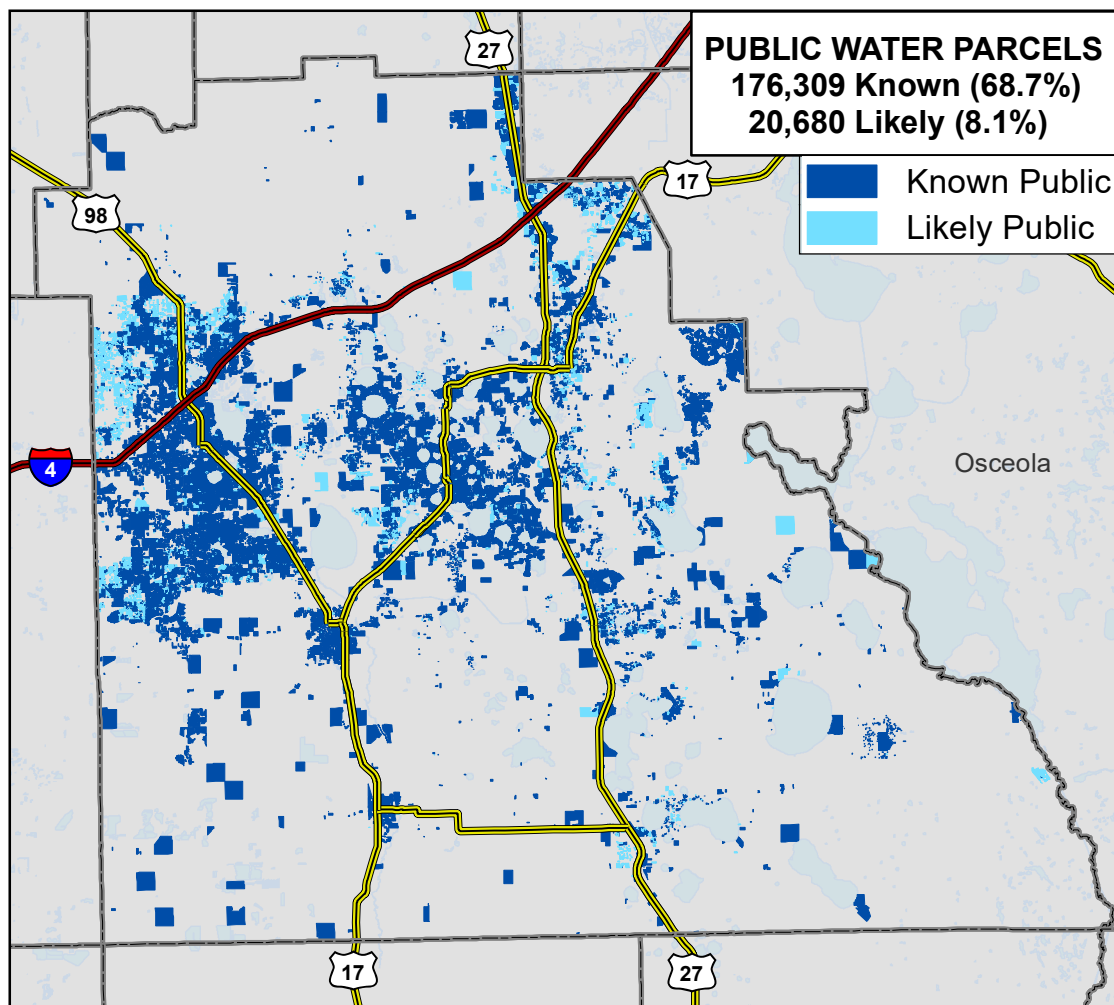 27
PUBLIC WATER PARCELS
176,309 Known (68.7%)
20,680 Likely (8.1%)
17
Known Public
Likely Public
98
4
Osceola
17
27